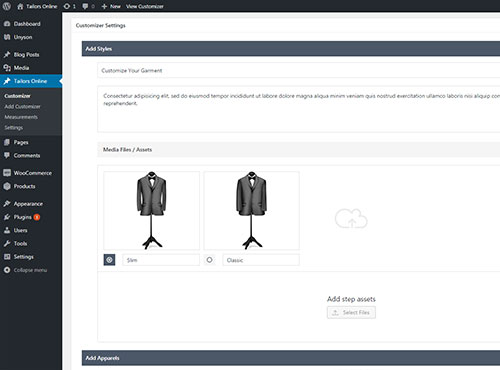 Tailors Online 1 0 New View Customizer
Dashboard
Unyson
Blog Posts
Media
Tailors Online
Customizer
Add Customizer
Measurements
Settings
Pages
Comments
WooCommerce
Products
Appearance
Plugins 1
Users
Tools
Settings
Collapse menu
Customizer Settings
Add Styles
Customize Your Garment
Consectetur adipisicing elit, sed do eiusmod tempor incididunt ut labore dolore magna aliqua minim veniam quis nostrud exercitation ullamco laboris nisi aliquip con
reprehenderit.
Media Files / Assets
Slim
Classic
Add step assets
Select Files
Add Apparels